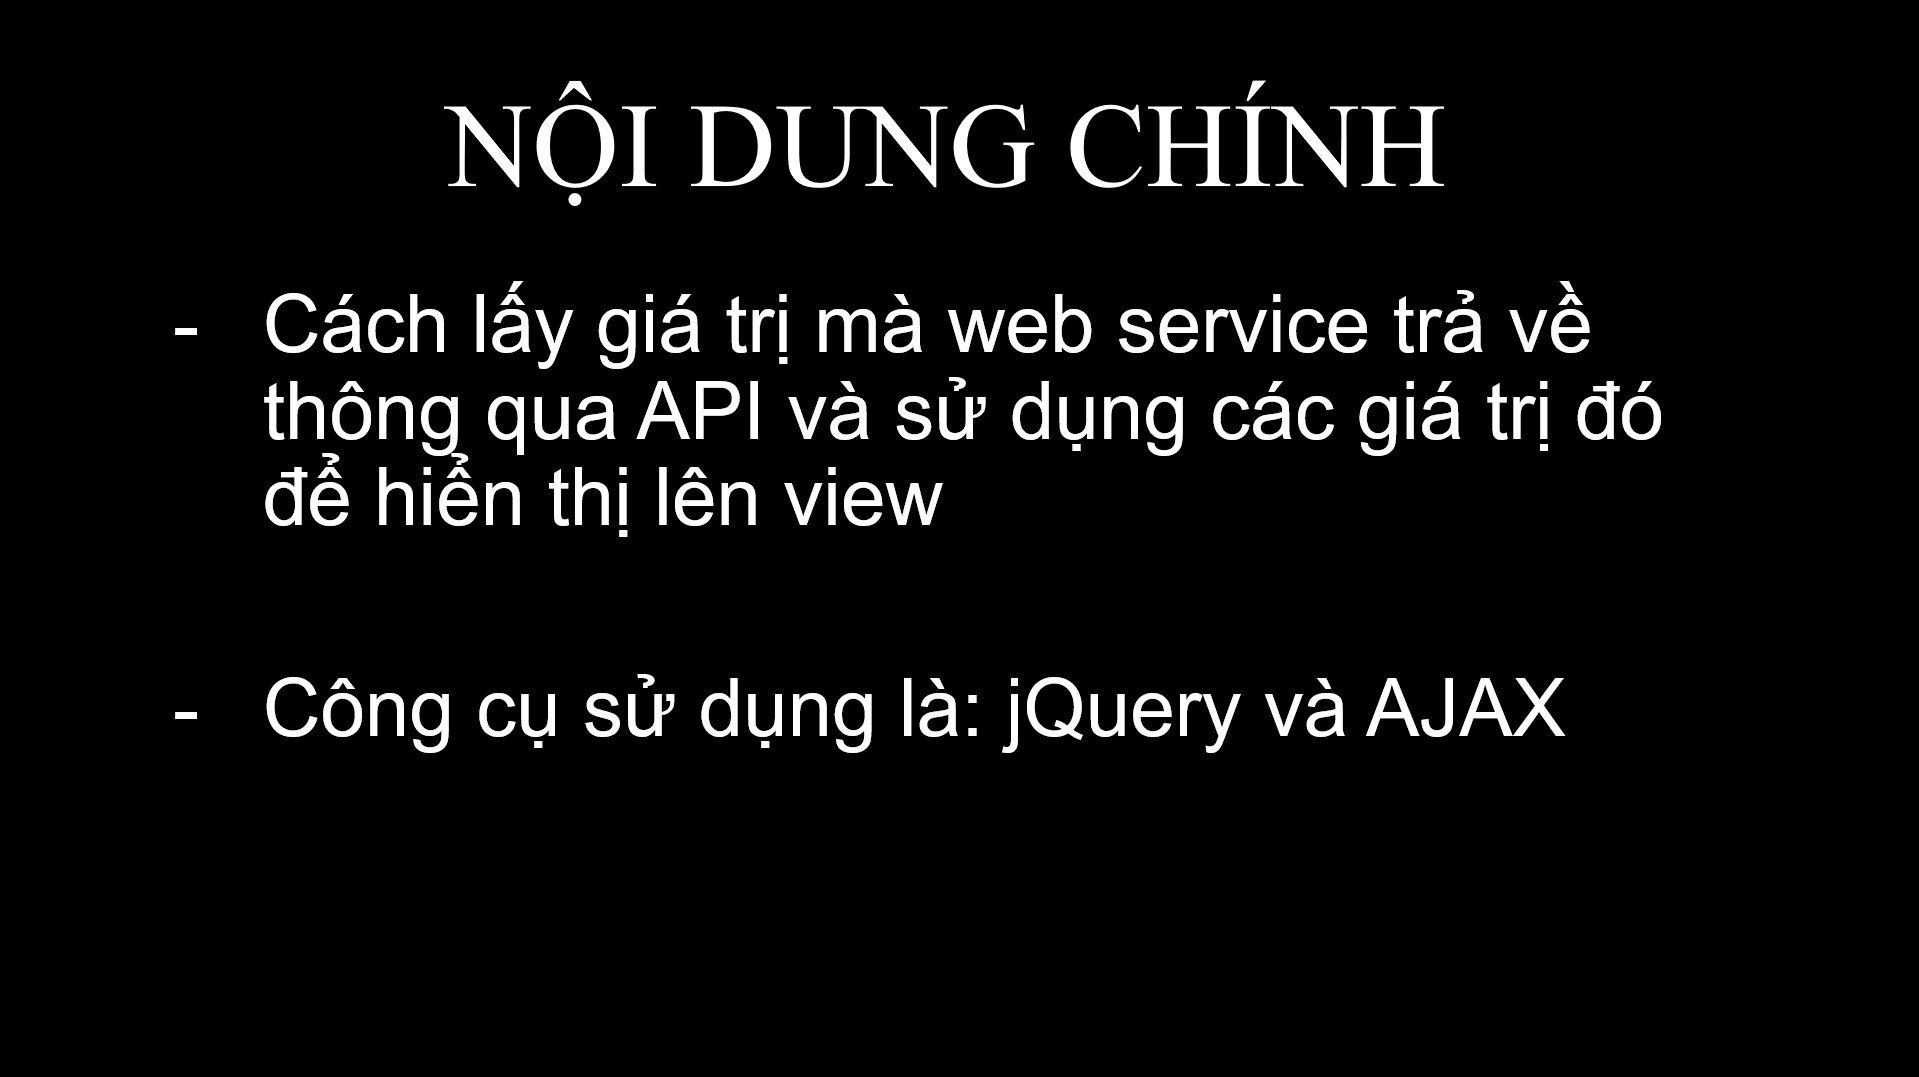 NỘI DUNG CHÍNH
- Cách lấy giá trị mà web service trả về
thông qua API và sử dụng các giá trị đó
để hiển thị lên view
- Công cụ sử dụng là: jQuery và AJAX